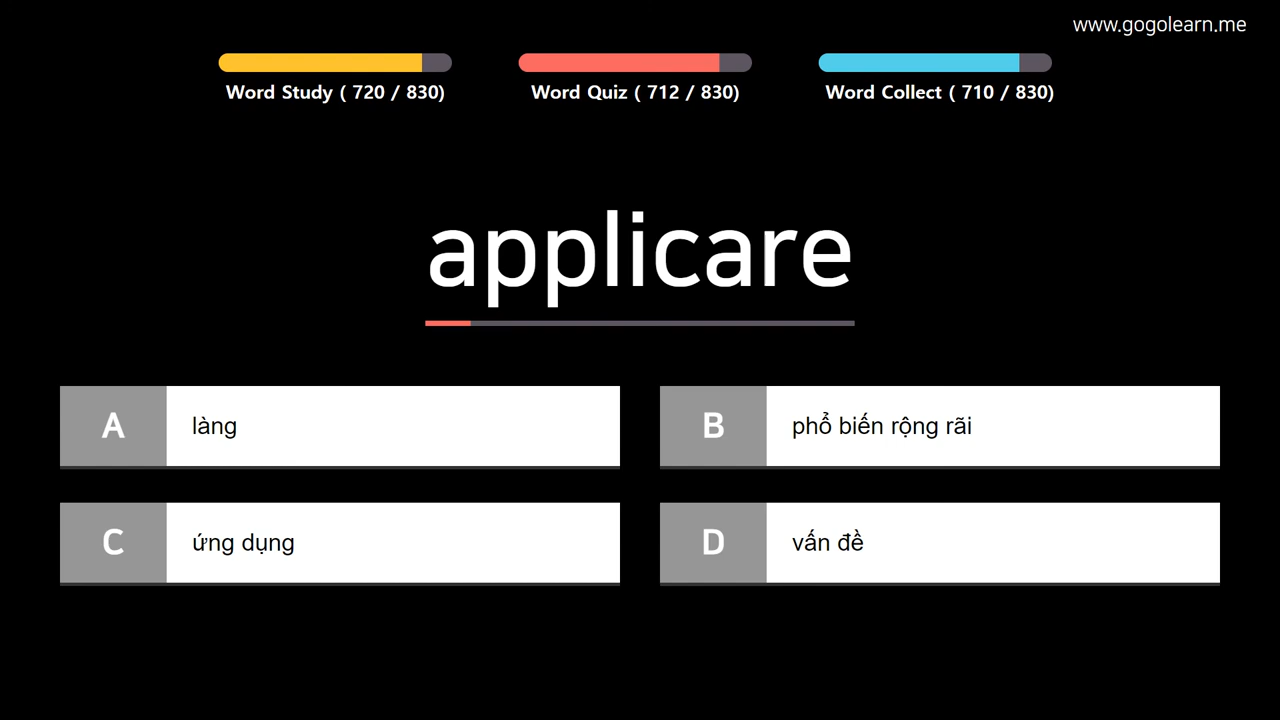 www.gogolearn.me
Word Study ( 720 / 830)
Word Quiz ( 712 / 830)
Word Collect ( 710 / 830)
applicare
A
làng
B
phổ biến rộng rãi
C
ứng dụng
D
vấn đề